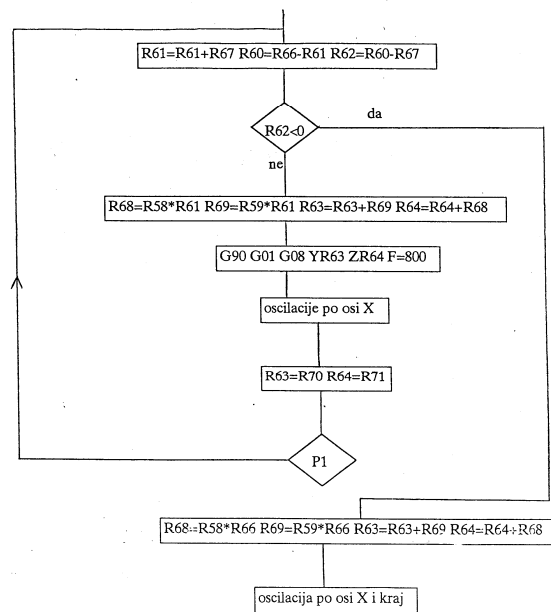 R61=R61+R67 R60=R66-R61 R62=R60-R67
R62<0
da
ne
R68=R58*R61 R69=R59*R61 R63=R63+R69 R64=R64+R68
G90 G01 G08 YR63 ZR64 F=800
oscilacije po osi X
R63=R70 R64=R71
P1
R68=R58*R66 R69=R59*R66 R63=R63+R69 R64=R64+R68
oscilacija po osi X i kraj